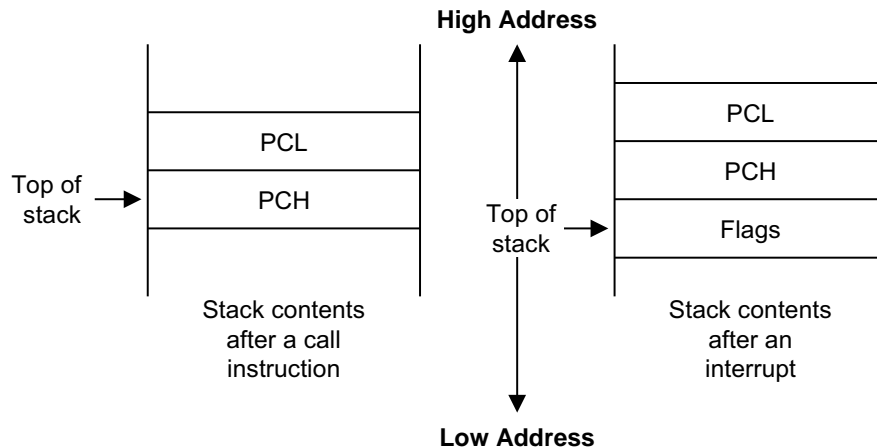 High Address
PCL
PCH
Top of
stack
Stack contents
after a call
instruction
PCL
PCH
Flags
Top of
stack
Stack contents
after an
interrupt
Low Address